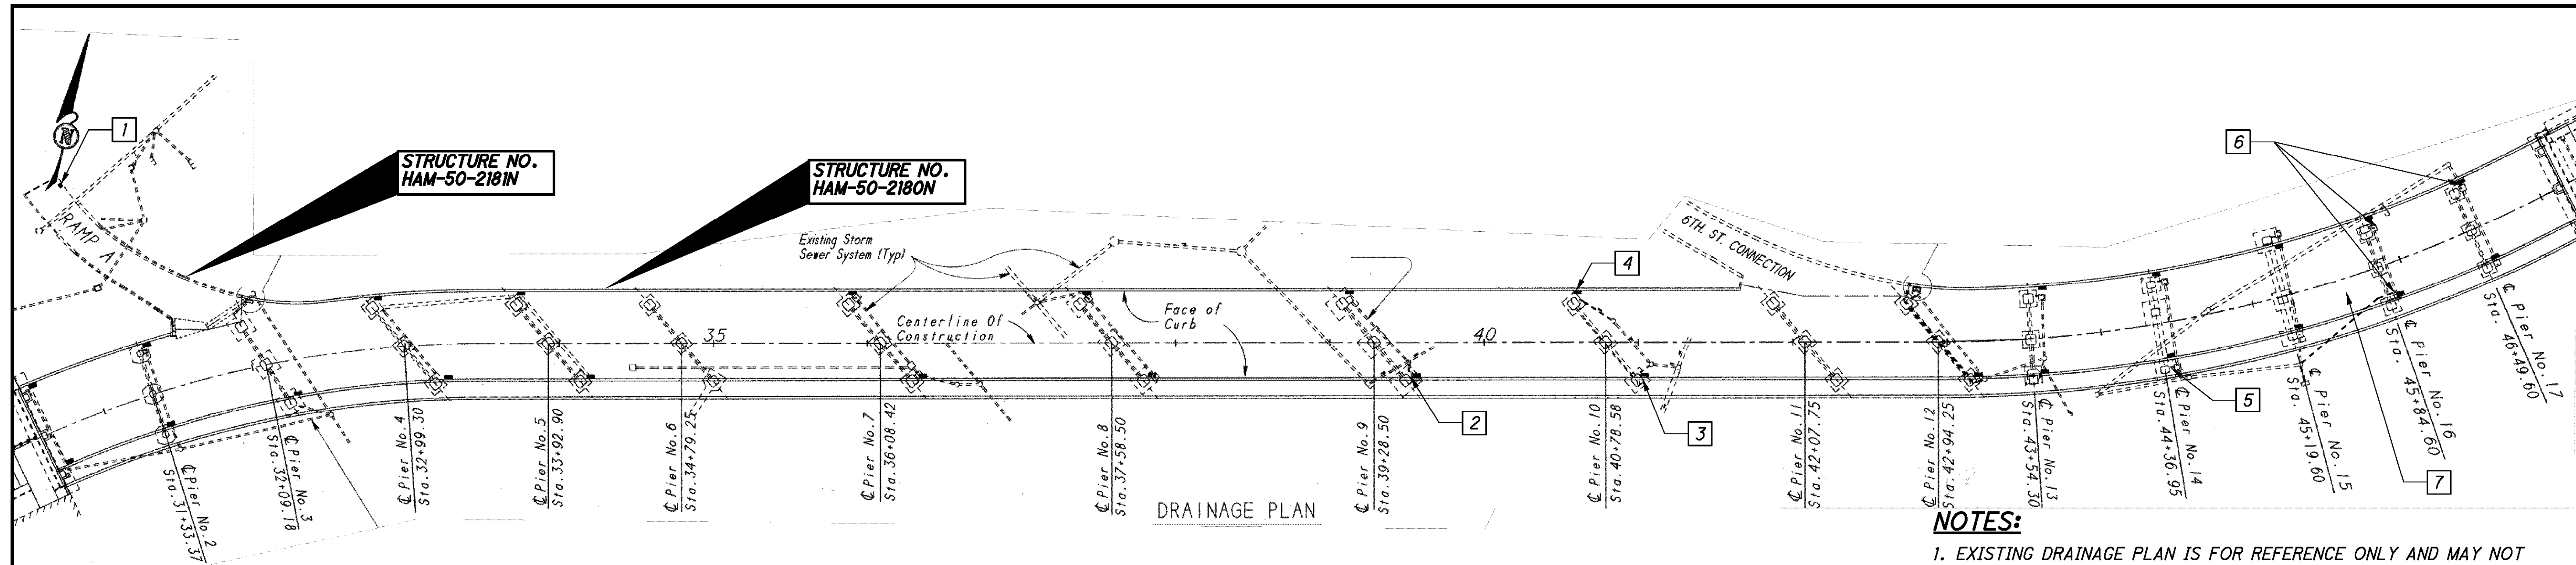 N
1
RAMP A
STRUCTURE NO.
HAM-50-2181N
STRUCTURE NO.
HAM-50-2180N
Existing Storm
Sewer System (Typ)
Centerline Of
Construction
Face of
Curb
35
40
4
6TH. ST. CONNECTION
6
2
3
5
7
℄ Pier No.2
Sta.31+33.37
℄ Pier No.3
Sta.32+09.18
℄ Pier No.4
Sta.32+99.30
℄ Pier No.5
Sta.33+92.90
℄ Pier No.6
Sta.34+79.25
℄ Pier No.7
Sta.36+08.42
℄ Pier No.8
Sta.37+58.50
℄ Pier No.9
Sta.39+28.50
℄ Pier No.10
Sta.40+78.58
℄ Pier No.11
Sta.42+07.75
℄ Pier No.12
Sta.42+94.25
℄ Pier No.13
Sta.43+54.30
℄ Pier No.14
Sta.44+36.95
℄ Pier No.15
Sta. 45+19.60
℄ Pier No.16
Sta. 45+84.60
℄ Pier No.17
Sta. 46+49.60
DRAINAGE PLAN
NOTES:
1. EXISTING DRAINAGE PLAN IS FOR REFERENCE ONLY AND MAY NOT